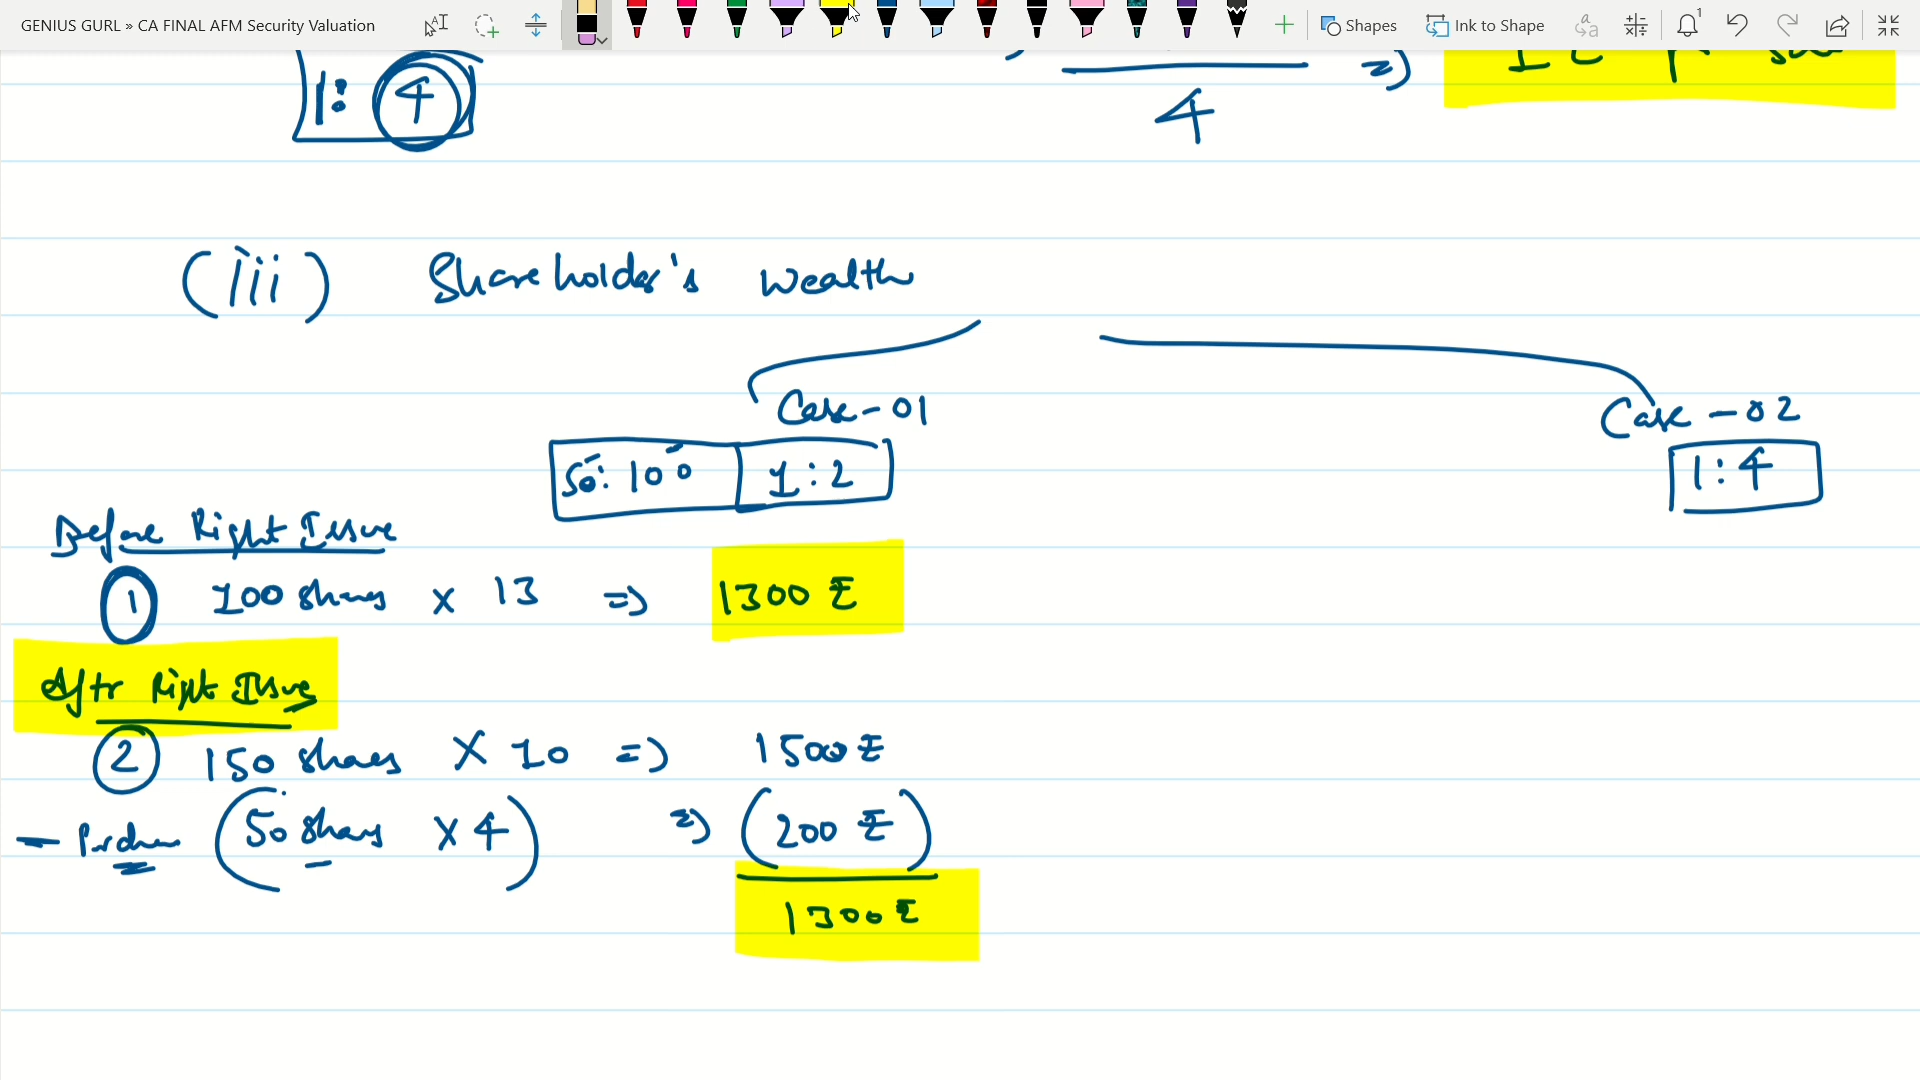 GENIUS GURL » CA FINAL AFM Security Valuation
Shapes
Ink to Shape
1
1: 4
4 =>
(iii) Shareholder's wealth
Case-01
Case-02
50: 100 1:2
1:4
Before Right Issue
1 100 shares x 13 => 1300 ₹
After Right Issue
2 150 shares x 10 => 1500 ₹
(50 shares x 4) => (200 ₹)
1300 ₹